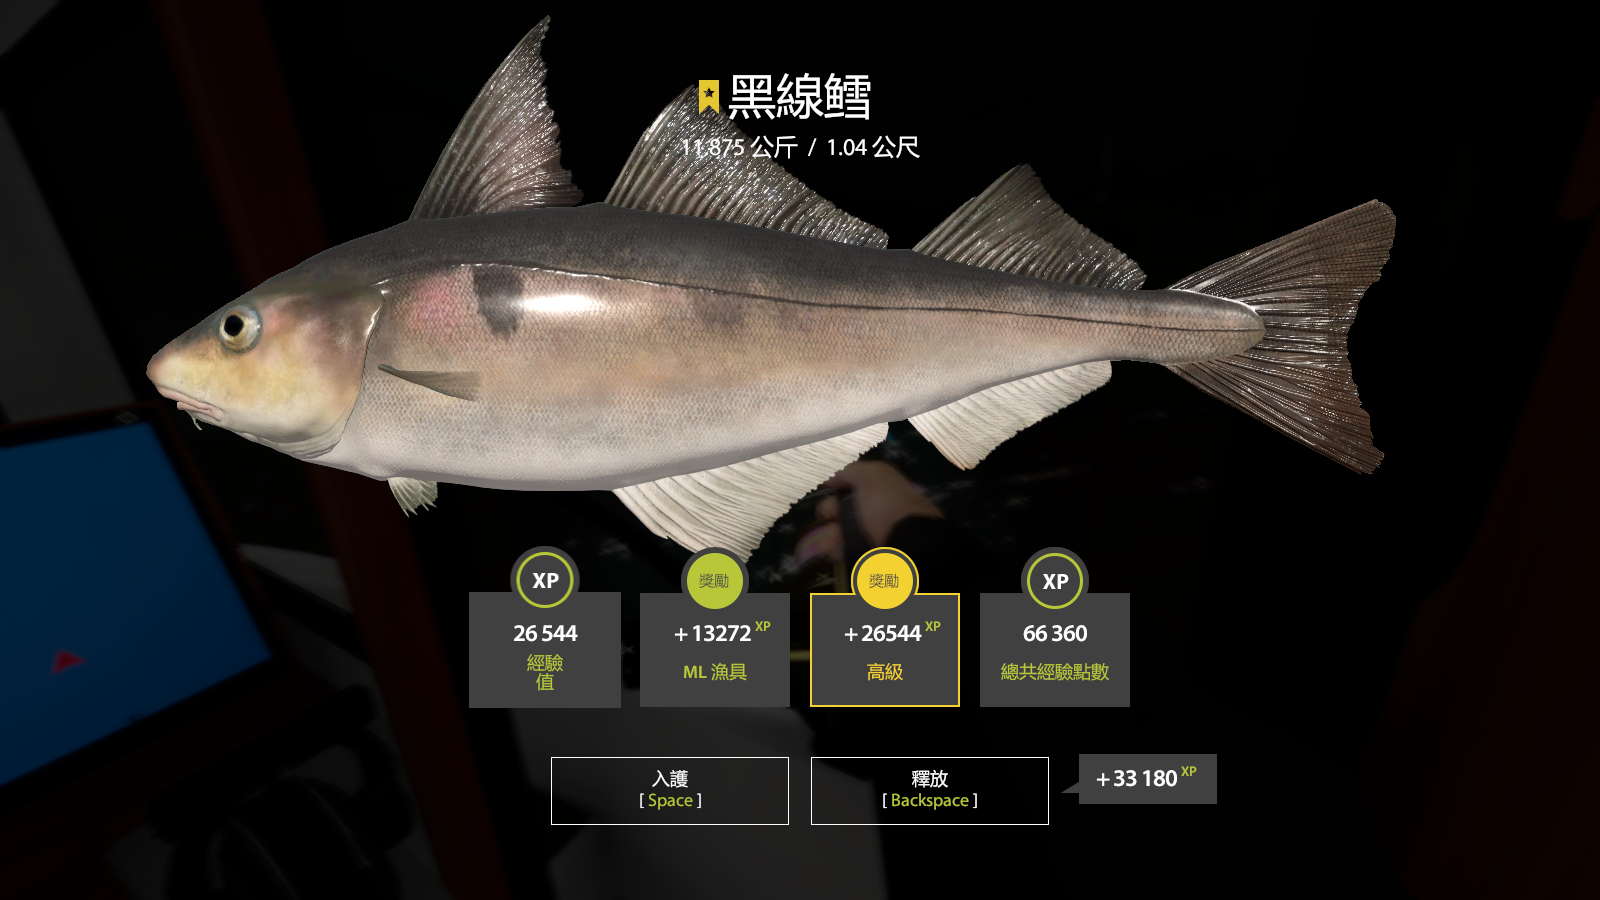 黑線鱈
11.875 公斤 / 1.04 公尺
XP
獎勵
獎勵
XP
26 544
+13272 XP
+26544 XP
66 360
經驗
值
ML 漁具
高級
總共經驗點數
入護
[ Space ]
釋放
[ Backspace ]
+33 180 XP